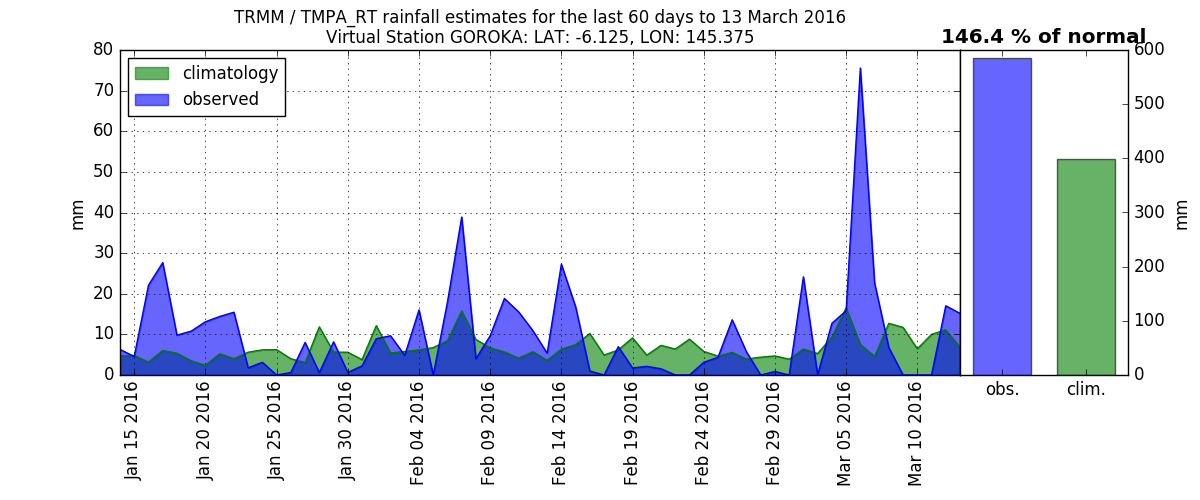 TRMM / TMPA_RT rainfall estimates for the last 60 days to 13 March 2016
Virtual Station GOROKA: LAT: -6.125, LON: 145.375
146.4 % of normal
climatology
observed
80
70
60
50
40
30
20
10
0
mm
Jan 15 2016
Jan 20 2016
Jan 25 2016
Jan 30 2016
Feb 04 2016
Feb 09 2016
Feb 14 2016
Feb 19 2016
Feb 24 2016
Feb 29 2016
Mar 05 2016
Mar 10 2016
600
500
400
300
200
100
0
mm
obs.
clim.